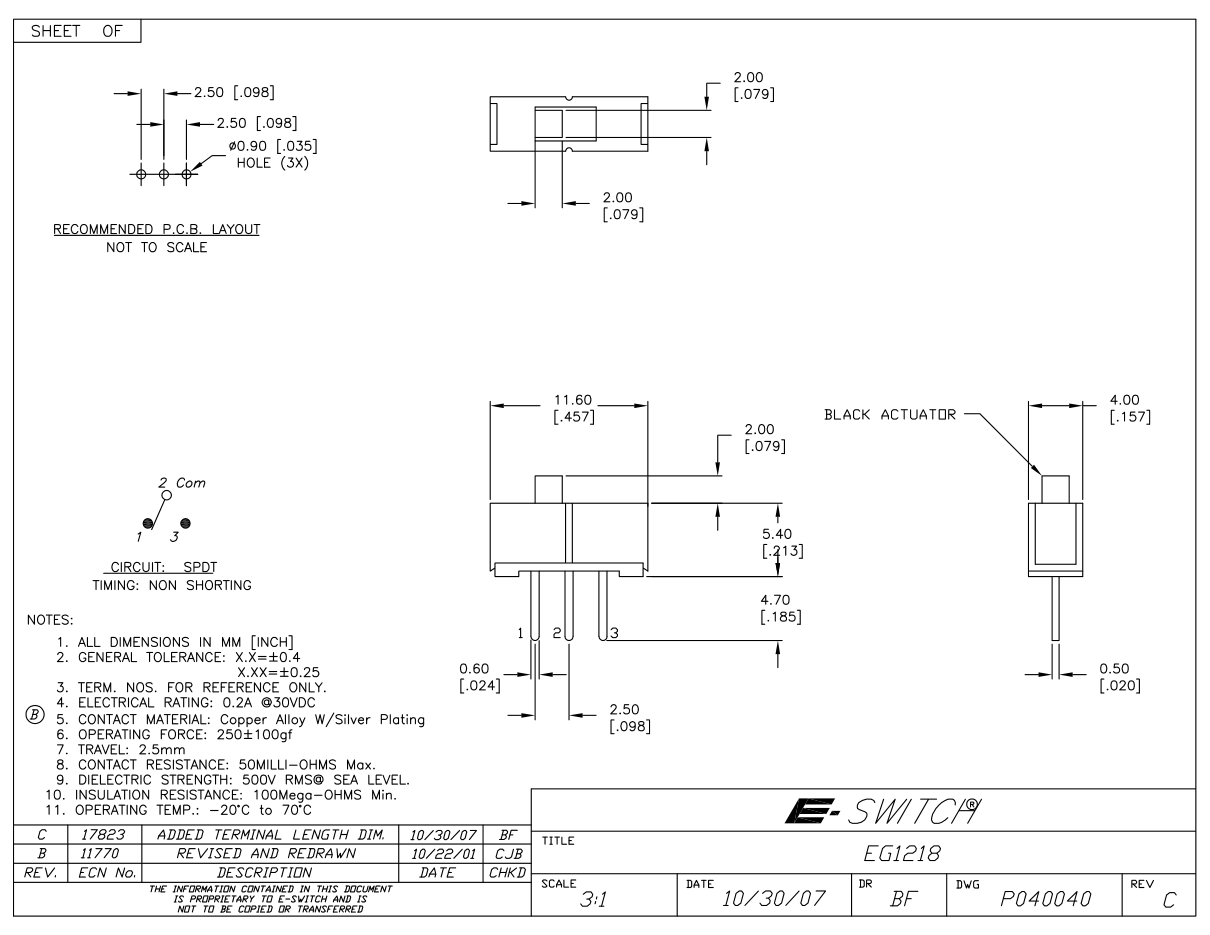 SHEET OF
2.50 [.098]
2.50 [.098]
ø0.90 [.035]
HOLE (3X)
RECOMMENDED P.C.B. LAYOUT
NOT TO SCALE
2.00
[.079]
2.00
[.079]
11.60
[.457]
2.00
[.079]
BLACK ACTUATOR
4.00
[.157]
5.40
[.213]
4.70
[.185]
1 2 3
0.60
[.024]
2.50
[.098]
0.50
[.020]
2 Com
1 3
CIRCUIT: SPDT
TIMING: NON SHORTING
NOTES:
1. ALL DIMENSIONS IN MM [INCH]
2. GENERAL TOLERANCE: X.X=±0.4
X.XX=±0.25
3. TERM. NOS. FOR REFERENCE ONLY.
4. ELECTRICAL RATING: 0.2A @30VDC
B 5. CONTACT MATERIAL: Copper Alloy W/Silver Plating
6. OPERATING FORCE: 250±100gf
7. TRAVEL: 2.5mm
8. CONTACT RESISTANCE: 50MILLI-OHMS Max.
9. DIELECTRIC STRENGTH: 500V RMS@ SEA LEVEL.
10. INSULATION RESISTANCE: 100Mega-OHMS Min.
11. OPERATING TEMP.: -20°C to 70°C
C 17823 ADDED TERMINAL LENGTH DIM. 10/30/07 BF
B 11770 REVISED AND REDRAWN 10/22/01 CJB
REV. ECN No. DESCRIPTION DATE CHKD
THE INFORMATION CONTAINED IN THIS DOCUMENT
IS PROPRIETARY TO E-SWITCH AND IS
NOT TO BE COPIED OR TRANSFERRED
E-SWITCH®
TITLE
EG1218
SCALE 3:1
DATE 10/30/07
DR BF
DWG P040040
REV C